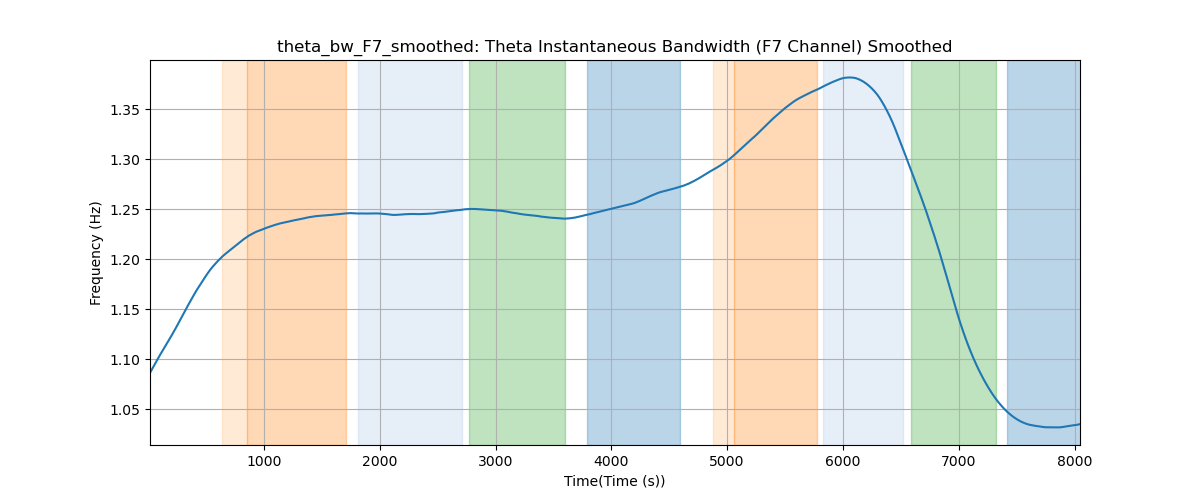 theta_bw_F7_smoothed: Theta Instantaneous Bandwidth (F7 Channel) Smoothed
Frequency (Hz)
1.35
1.30
1.25
1.20
1.15
1.10
1.05
1000 2000 3000 4000 5000 6000 7000 8000
Time(Time (s))